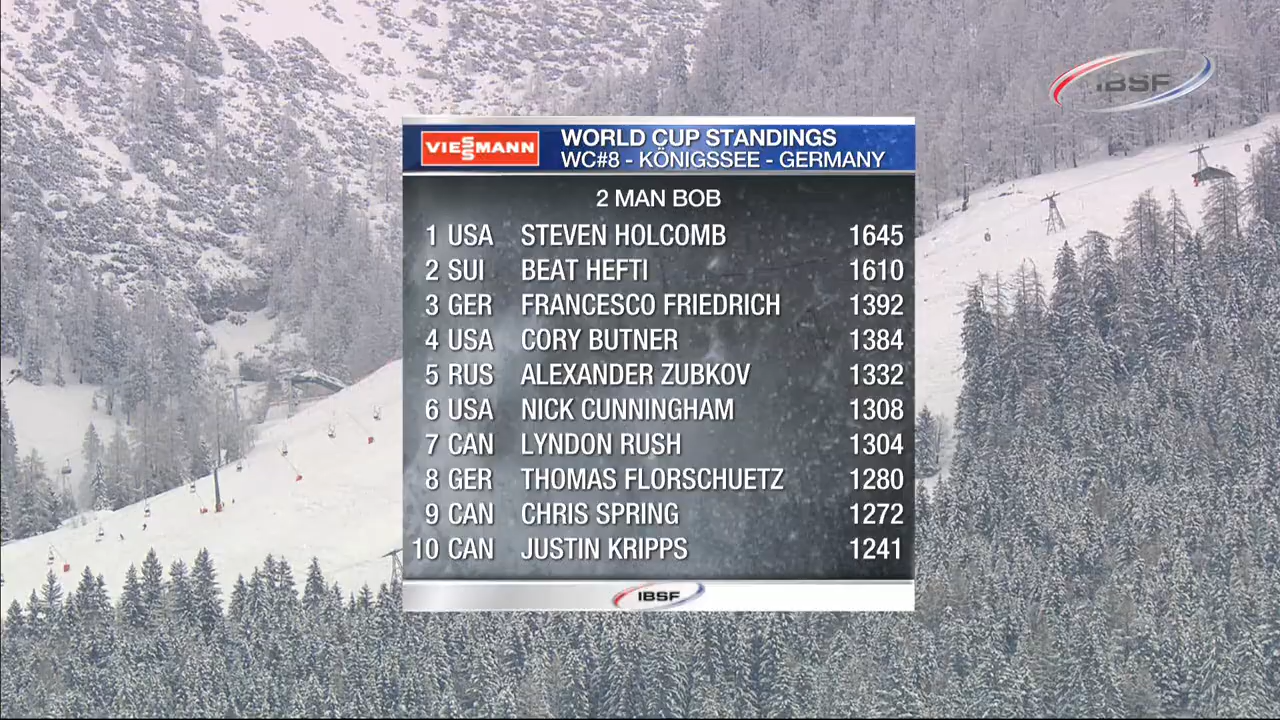 IBSF
VIESSMANN
WORLD CUP STANDINGS
WC#8 - KÖNIGSSEE - GERMANY
2 MAN BOB
1 USA STEVEN HOLCOMB 1645
2 SUI BEAT HEFTI 1610
3 GER FRANCESCO FRIEDRICH 1392
4 USA CORY BUTNER 1384
5 RUS ALEXANDER ZUBKOV 1332
6 USA NICK CUNNINGHAM 1308
7 CAN LYNDON RUSH 1304
8 GER THOMAS FLORSCHUETZ 1280
9 CAN CHRIS SPRING 1272
10 CAN JUSTIN KRIPPS 1241
IBSF